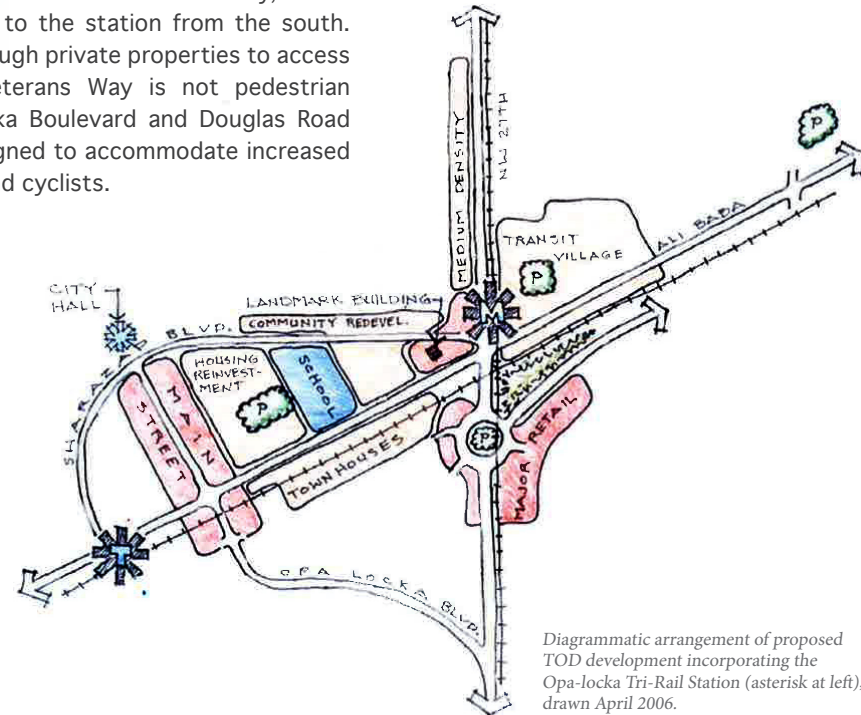 to the station from the south.
ugh private properties to access
eterans Way is not pedestrian
ka Boulevard and Douglas Road
gned to accommodate increased
d cyclists.
MEDIUM DENSITY
NW 27TH
P
ALI BABA
TRANSIT
VILLAGE
P
CITY
HALL
LANDMARK BUILDING
M
COMMUNITY REDEVEL.
BLVD.
HOUSING
REINVEST-
MENT
SCHOOL
P
MAIN
STREET
TOWNHOUSES
P
MAJOR RETAIL
T
OPA LOCKA BLVD.
Diagrammatic arrangement of proposed
TOD development incorporating the
Opa-locka Tri-Rail Station (asterisk at left),
drawn April 2006.